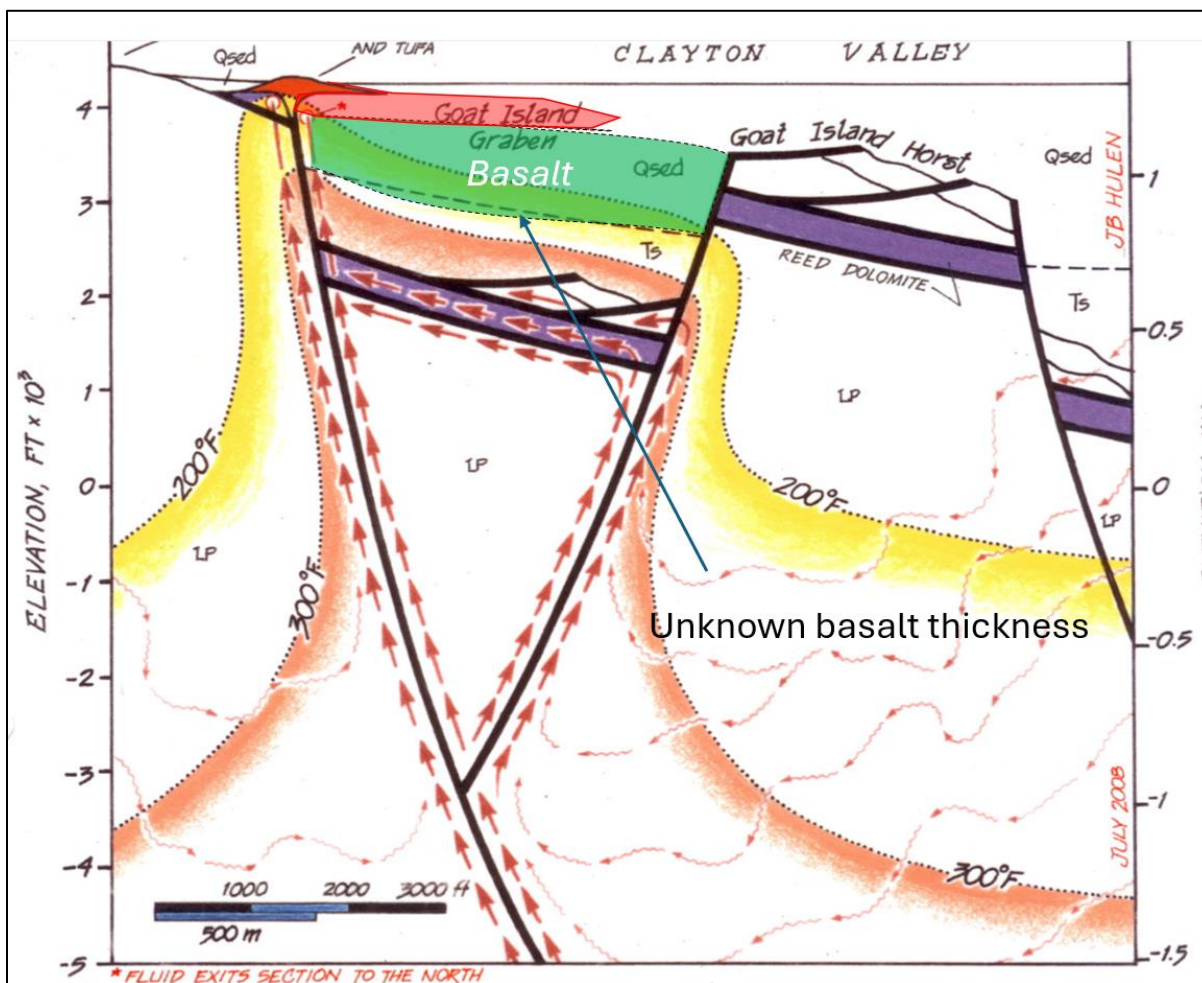 CLAYTON VALLEY
AND TUFA
Qsed
4
Goat Island
Graben
Basalt
Qsed
Goat Island Horst
Qsed
JB HULEN
1
3
Ts
REED DOLOMITE
Ts
2
0.5
1
LP
LP
ELEVATION, FT x 10³
200°F
0
200°F
0
LP
LP
-1
300°F
Unknown basalt thickness
-0.5
-2
-3
-1
JULY 2008
-4
300°F
1000 2000 3000 ft
500 m
-5
-1.5
* FLUID EXITS SECTION TO THE NORTH